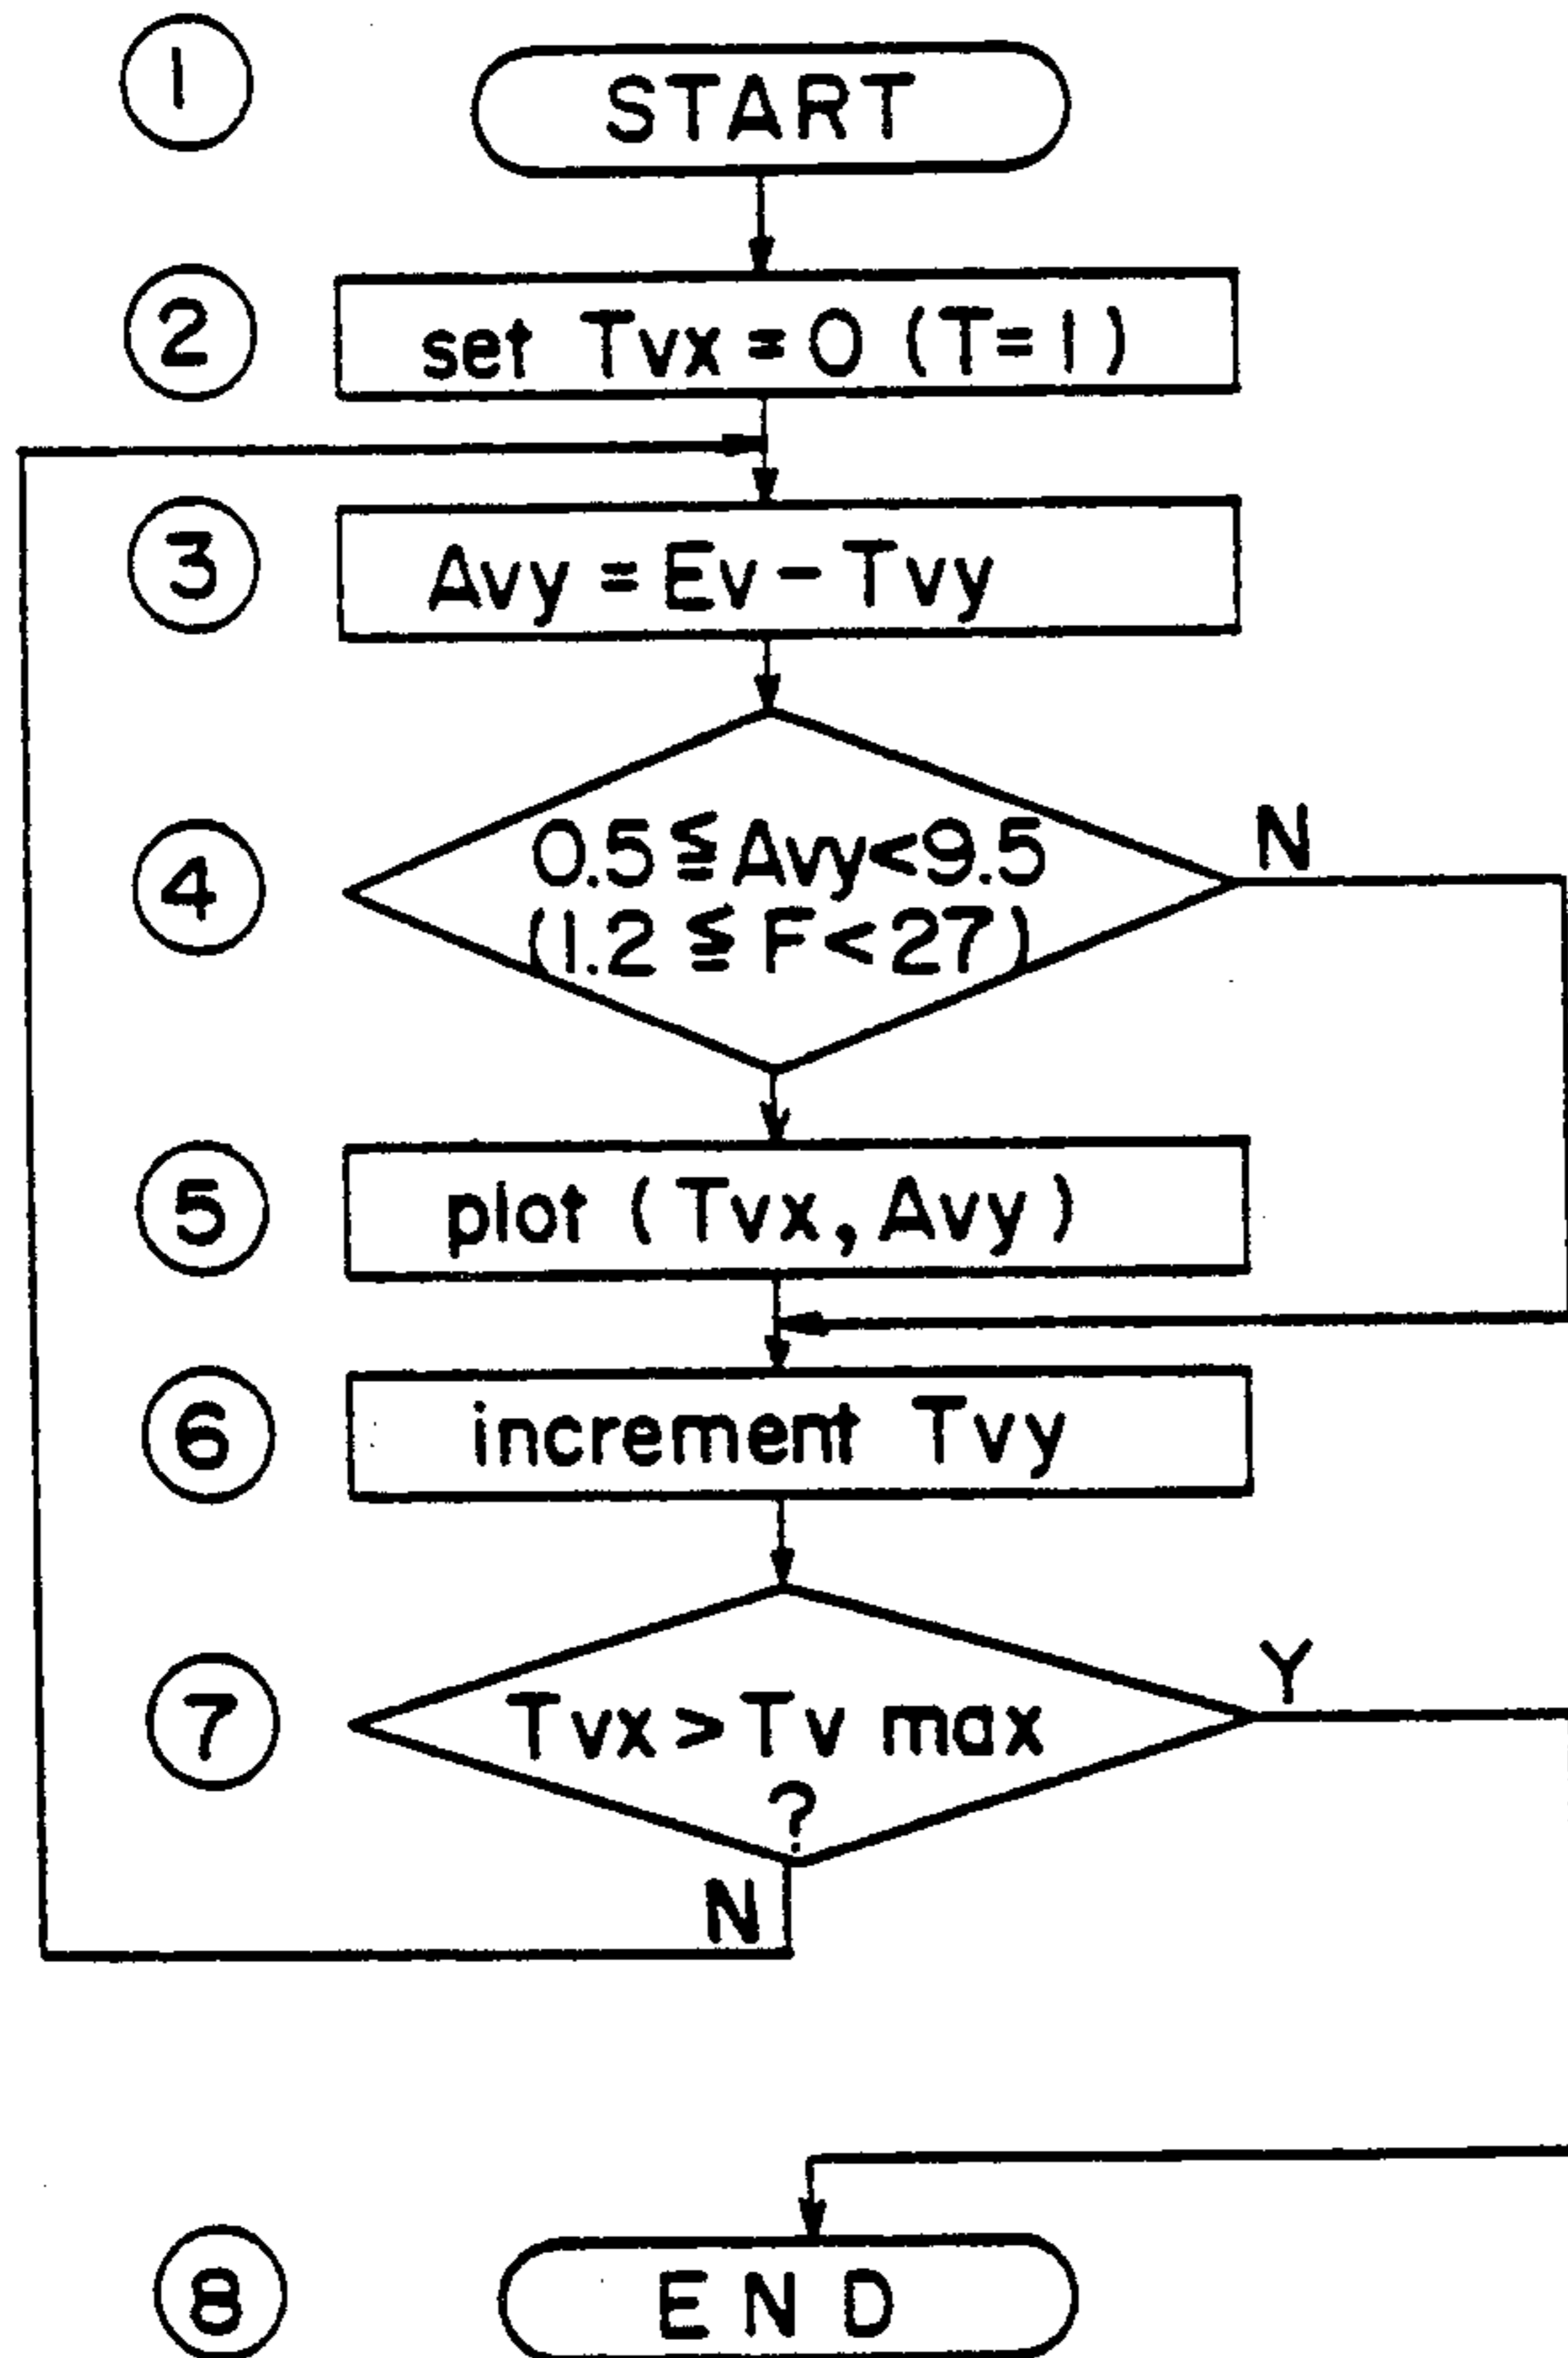 1
START
2
set Tvx = 0 (T = 1)
3
Avy = Ev - Tvy
4
0.5 ≦ Avy < 9.5
(1.2 ≦ F < 27)
N
5
plot (Tvx, Avy)
6
increment Tvy
7
Tvx > Tv max
?
Y
N
8
END